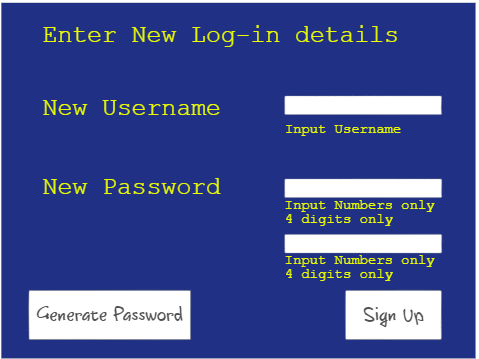 Enter New Log-in details
New Username
Input Username
New Password
Input Numbers only
4 digits only
Input Numbers only
4 digits only
Generate Password
Sign Up